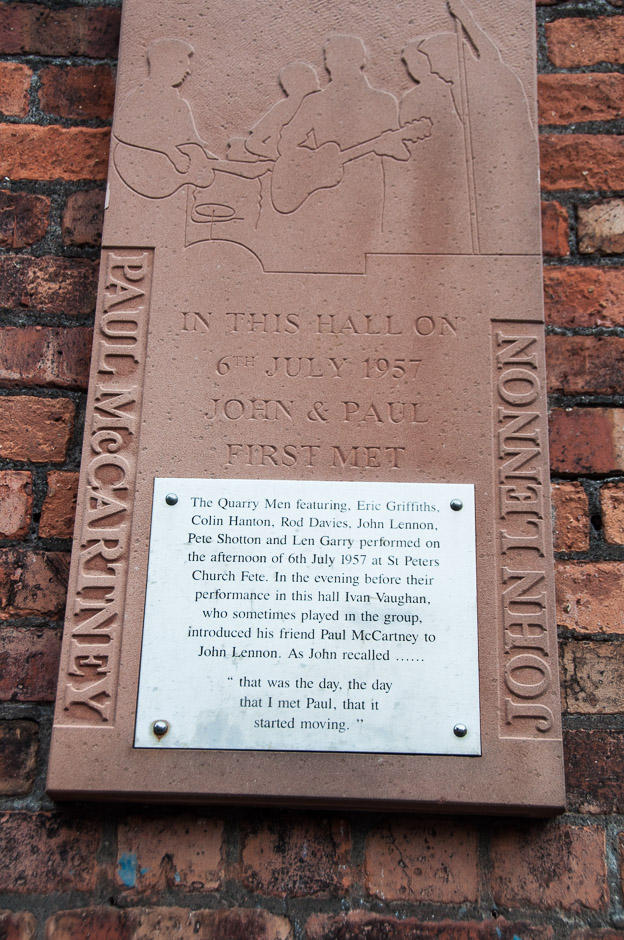 PAUL McCARTNEY
IN THIS HALL ON
6TH JULY 1957
JOHN & PAUL
FIRST MET
JOHN LENNON
The Quarry Men featuring, Eric Griffiths,
Colin Hanton, Rod Davies, John Lennon,
Pete Shotton and Len Garry performed on
the afternoon of 6th July 1957 at St Peters
Church Fete. In the evening before their
performance in this hall Ivan Vaughan,
who sometimes played in the group,
introduced his friend Paul McCartney to
John Lennon. As John recalled ......
“ that was the day, the day
that I met Paul, that it
started moving. ”